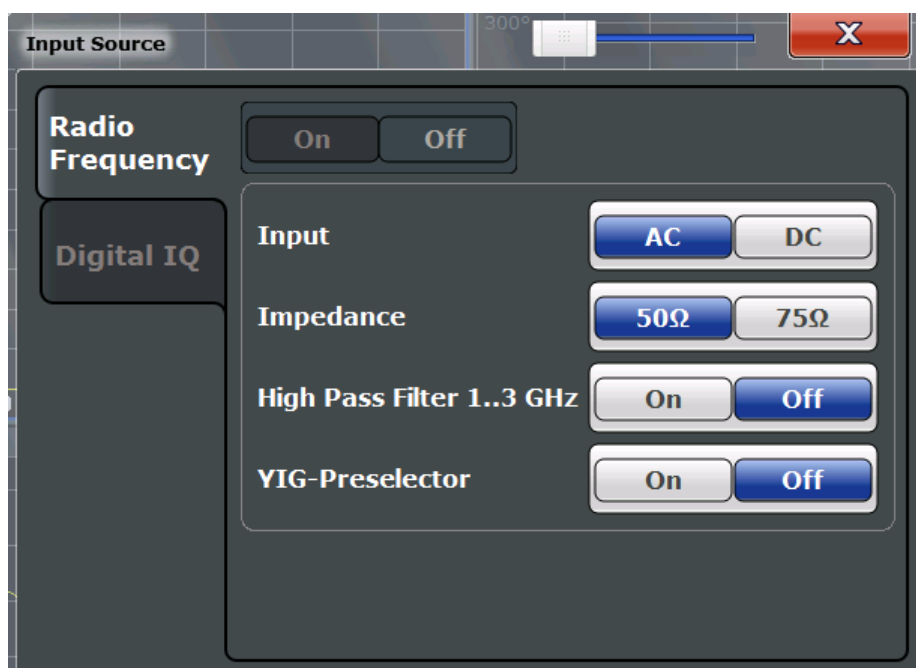 300°
Input Source
X
Radio
Frequency
On Off
Digital IQ
Input AC DC
Impedance 50Ω 75Ω
High Pass Filter 1..3 GHz On Off
YIG-Preselector On Off